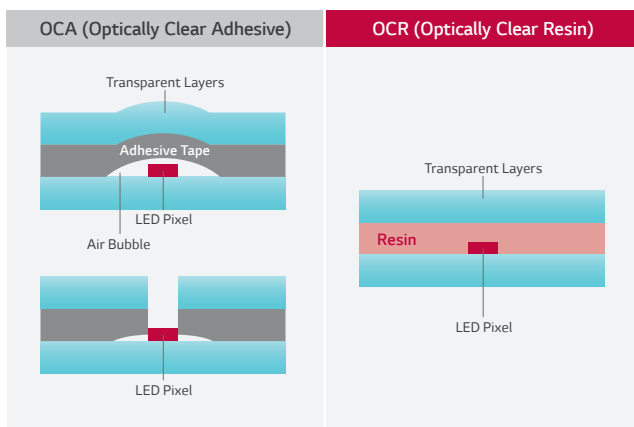 OCA (Optically Clear Adhesive)
Transparent Layers
Adhesive Tape
LED Pixel
Air Bubble
LED Pixel
OCR (Optically Clear Resin)
Transparent Layers
Resin
LED Pixel